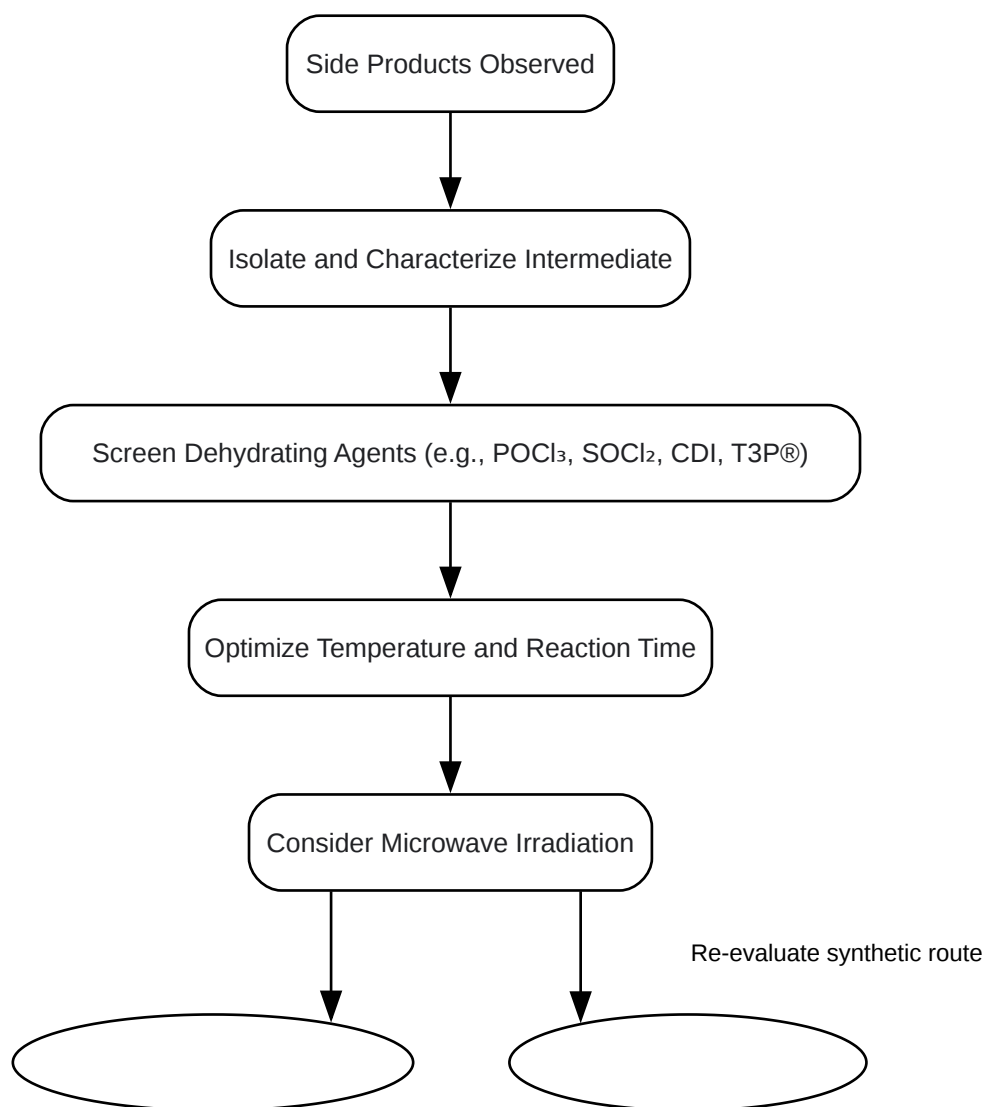 Side Products Observed
Isolate and Characterize Intermediate
Screen Dehydrating Agents (e.g., POCl₃, SOCl₂, CDI, T3P®)
Optimize Temperature and Reaction Time
Consider Microwave Irradiation
Re-evaluate synthetic route